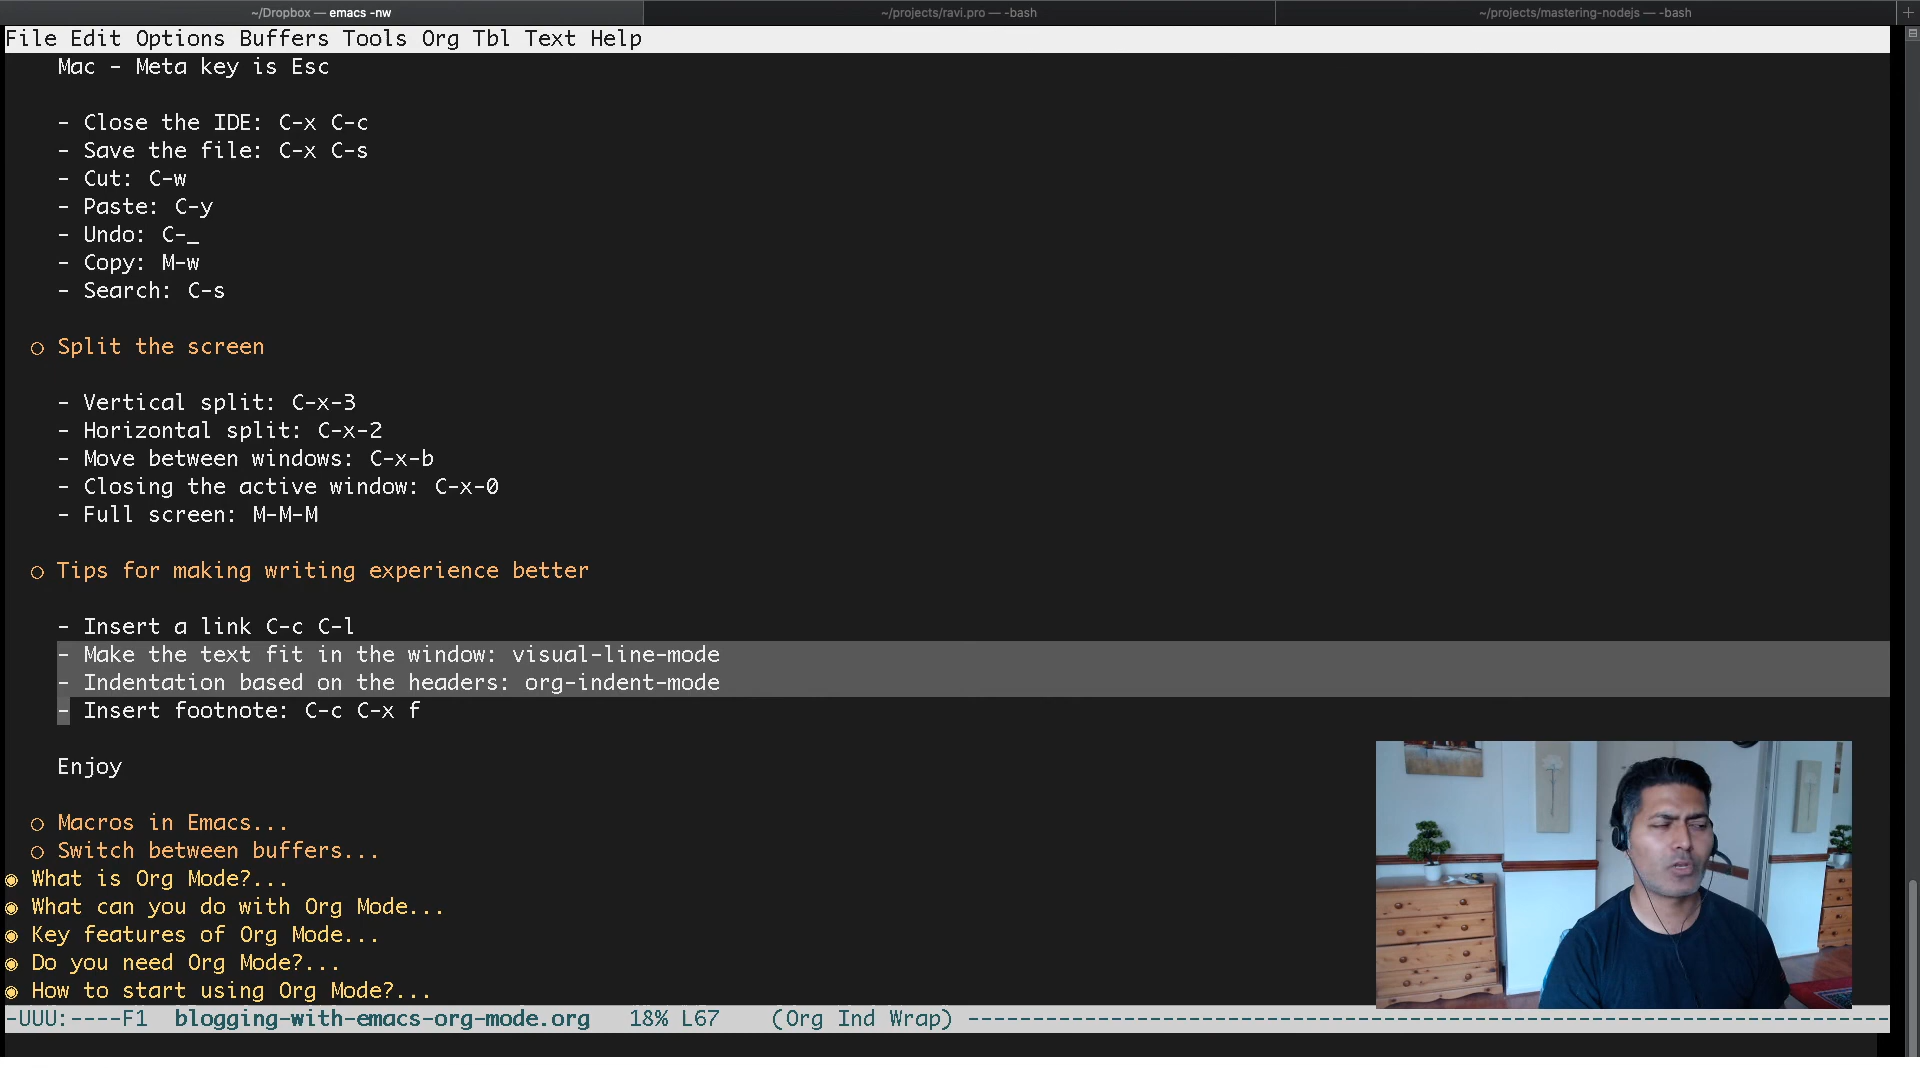 ~/Dropbox — emacs -nw
~/projects/ravi.pro — -bash
~/projects/mastering-nodejs — -bash
+
File Edit Options Buffers Tools Org Tbl Text Help
Mac - Meta key is Esc
- Close the IDE: C-x C-c
- Save the file: C-x C-s
- Cut: C-w
- Paste: C-y
- Undo: C-_
- Copy: M-w
- Search: C-s
○ Split the screen
- Vertical split: C-x-3
- Horizontal split: C-x-2
- Move between windows: C-x-b
- Closing the active window: C-x-0
- Full screen: M-M-M
○ Tips for making writing experience better
- Insert a link C-c C-l
- Make the text fit in the window: visual-line-mode
- Indentation based on the headers: org-indent-mode
- Insert footnote: C-c C-x f
Enjoy
○ Macros in Emacs...
○ Switch between buffers...
◉ What is Org Mode?...
◉ What can you do with Org Mode...
◉ Key features of Org Mode...
◉ Do you need Org Mode?...
◉ How to start using Org Mode?...
-UUU:----F1  blogging-with-emacs-org-mode.org   18% L67    (Org Ind Wrap) -----------------------------------------------------------------------